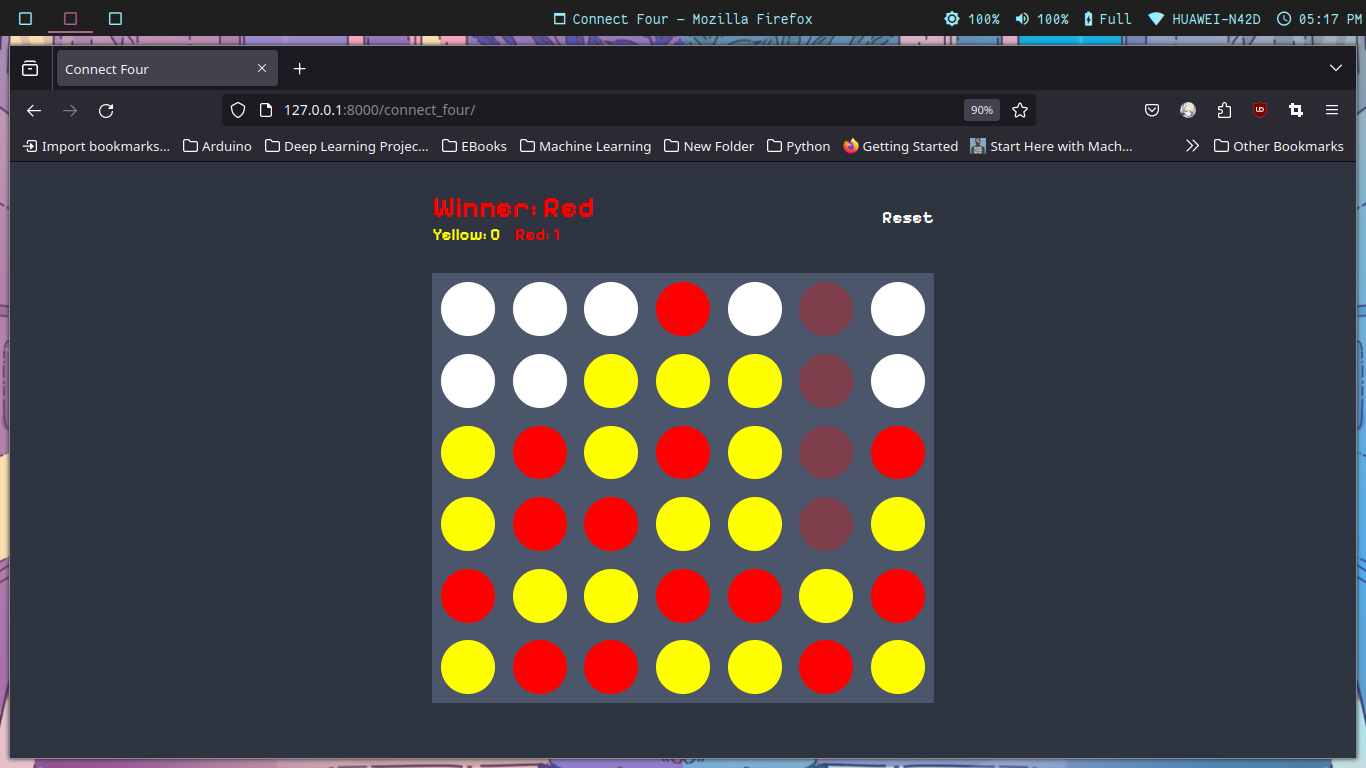 Connect Four — Mozilla Firefox
100%
100%
Full
HUAWEI-N42D
05:17 PM
Connect Four
127.0.0.1:8000/connect_four/
90%
Import bookmarks...
Arduino
Deep Learning Projec...
EBooks
Machine Learning
New Folder
Python
Getting Started
Start Here with Mach...
Other Bookmarks
Winner: Red
Reset
Yellow: 0 Red: 1